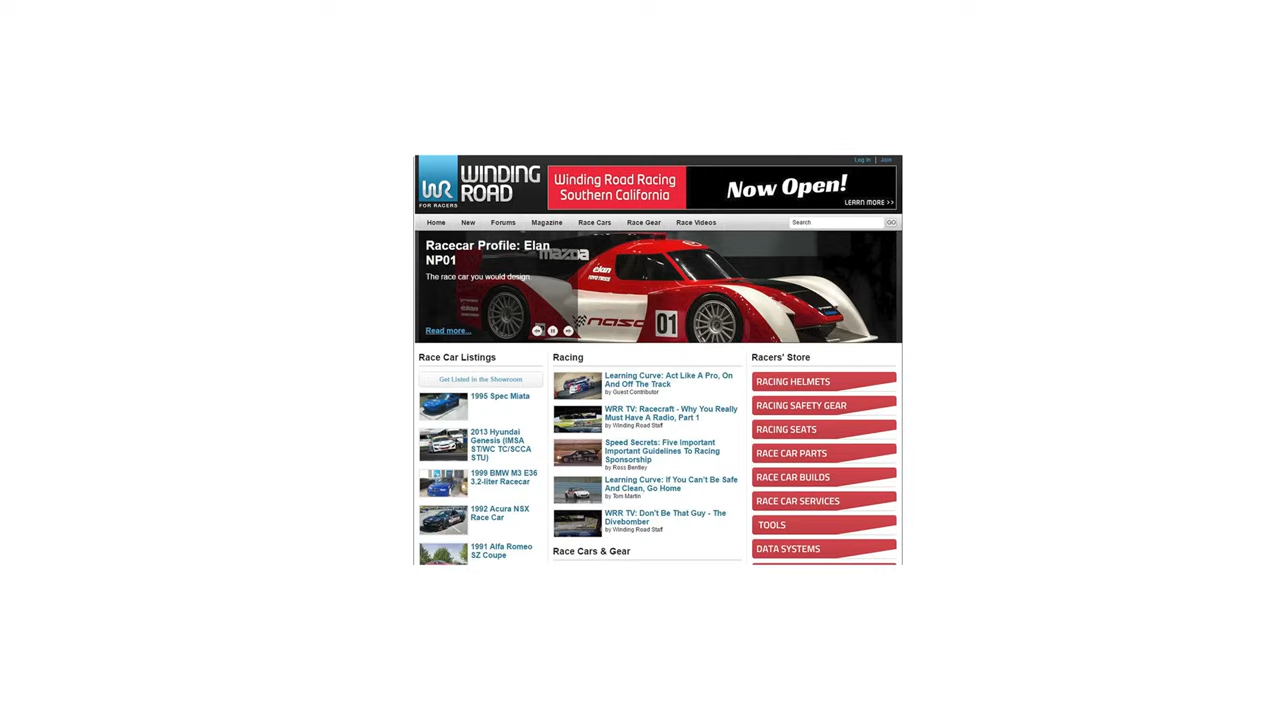 Log in | Join
WR
FOR RACERS
WINDING
ROAD
Winding Road Racing
Southern California
Now Open!
LEARN MORE >>
Home New Forums Magazine Race Cars Race Gear Race Videos
Search GO
Racecar Profile: Elan
NP01
The race car you would design.
Read more...
mazda
elan
nasa
01
Race Car Listings
Get Listed in the Showroom
1995 Spec Miata
2013 Hyundai
Genesis (IMSA
ST/WC TC/SCCA
STU)
1999 BMW M3 E36
3.2-liter Racecar
1992 Acura NSX
Race Car
1991 Alfa Romeo
SZ Coupe
Racing
Learning Curve: Act Like A Pro, On
And Off The Track
by Guest Contributor
WRR TV: Racecraft - Why You Really
Must Have A Radio, Part 1
by Winding Road Staff
Speed Secrets: Five Important
Important Guidelines To Racing
Sponsorship
by Ross Bentley
Learning Curve: If You Can't Be Safe
And Clean, Go Home
by Tom Martin
WRR TV: Don't Be That Guy - The
Divebomber
by Winding Road Staff
Race Cars & Gear
Racers' Store
RACING HELMETS
RACING SAFETY GEAR
RACING SEATS
RACE CAR PARTS
RACE CAR BUILDS
RACE CAR SERVICES
TOOLS
DATA SYSTEMS